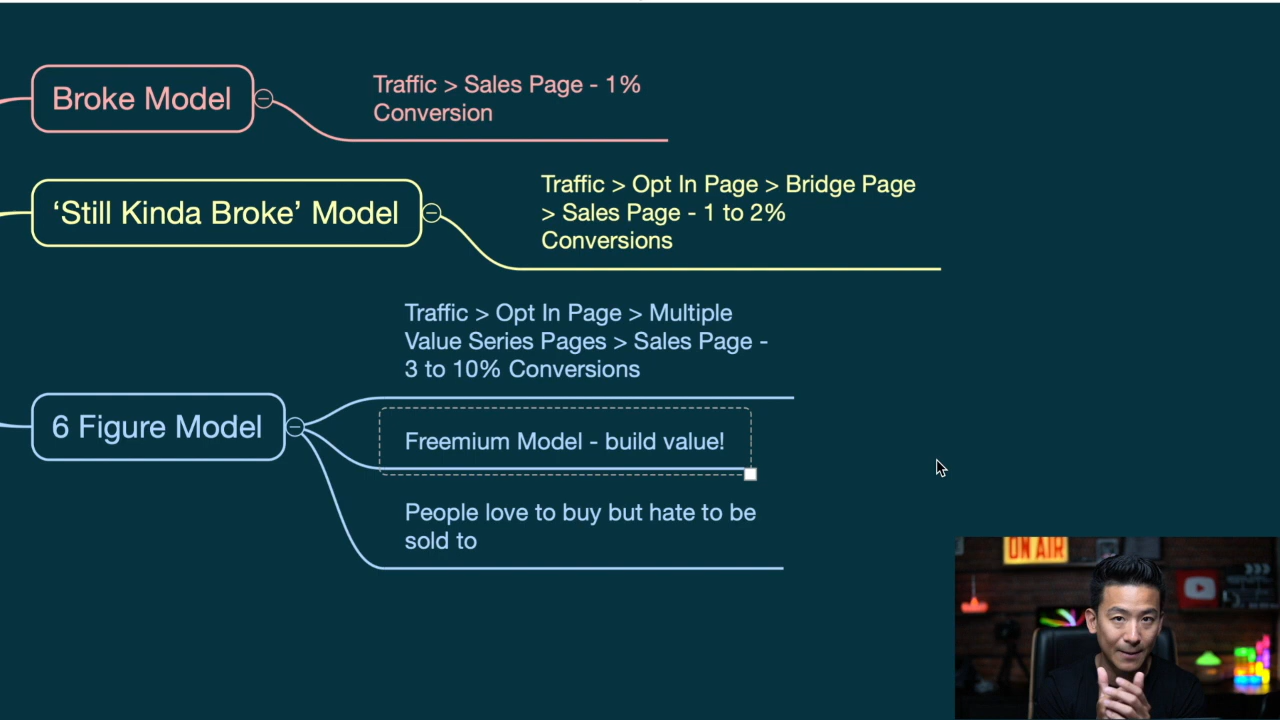 Broke Model
Traffic > Sales Page - 1%
Conversion
‘Still Kinda Broke’ Model
Traffic > Opt In Page > Bridge Page
> Sales Page - 1 to 2%
Conversions
6 Figure Model
Traffic > Opt In Page > Multiple
Value Series Pages > Sales Page -
3 to 10% Conversions
Freemium Model - build value!
People love to buy but hate to be
sold to
ON AIR